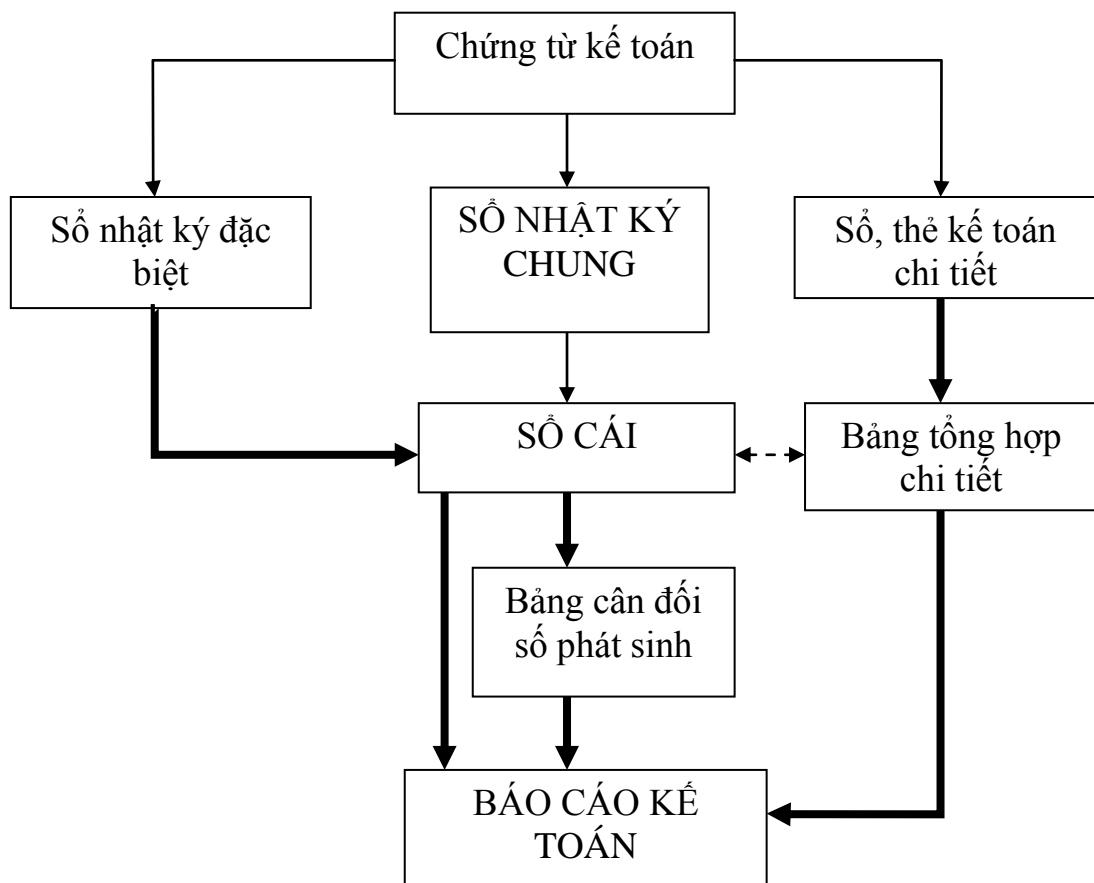 Chứng từ kế toán
Sổ nhật ký đặc
biệt
SỔ NHẬT KÝ
CHUNG
Sổ, thẻ kế toán
chi tiết
SỔ CÁI
Bảng tổng hợp
chi tiết
Bảng cân đối
số phát sinh
BÁO CÁO KẾ
TOÁN